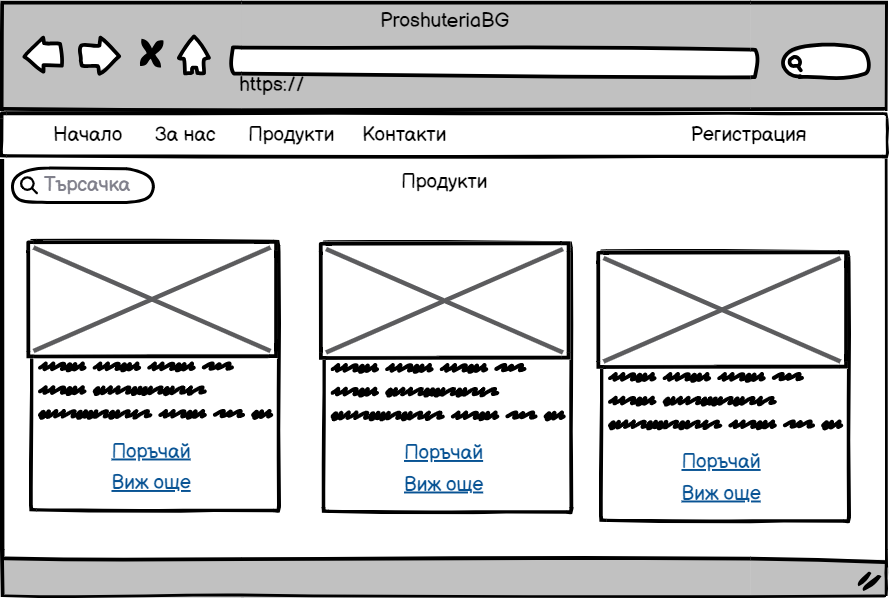 ProshuteriaBG
https://
Начало За нас Продукти Контакти Регистрация
Търсачка
Продукти
Поръчай
Виж още
Поръчай
Виж още
Поръчай
Виж още